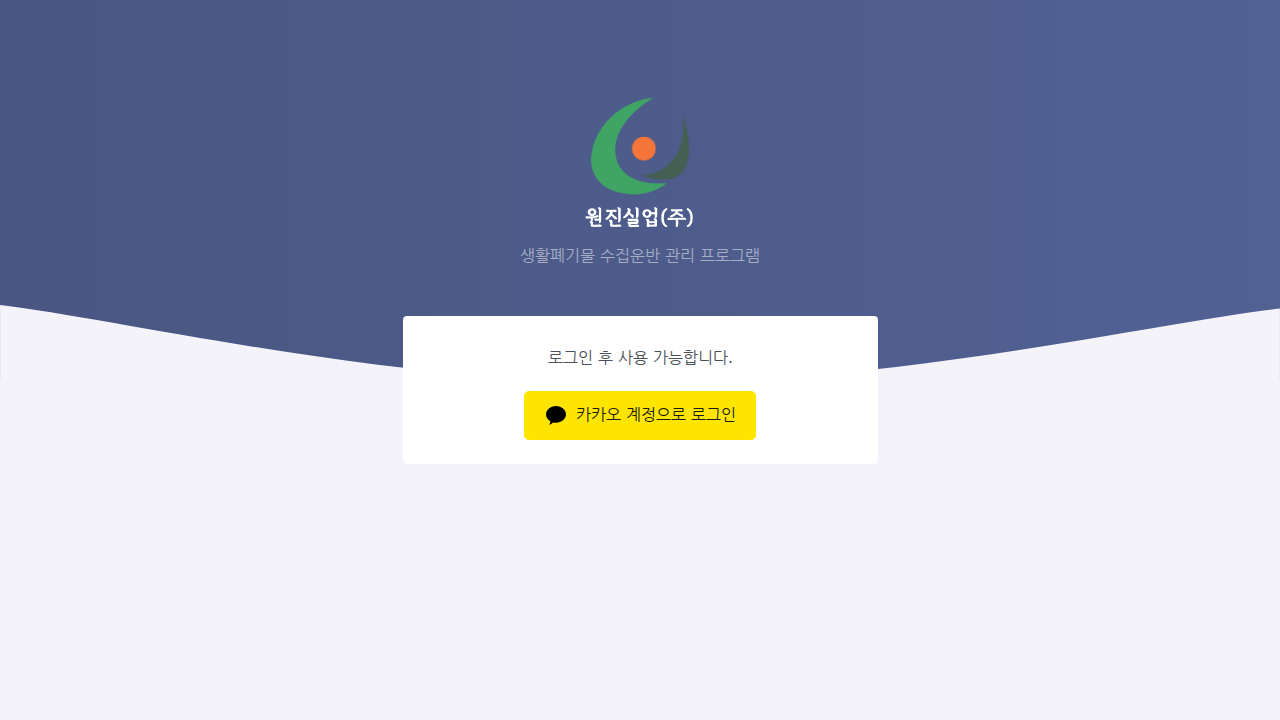 원진실업(주)
생활폐기물 수집운반 관리 프로그램
로그인 후 사용 가능합니다.
카카오 계정으로 로그인